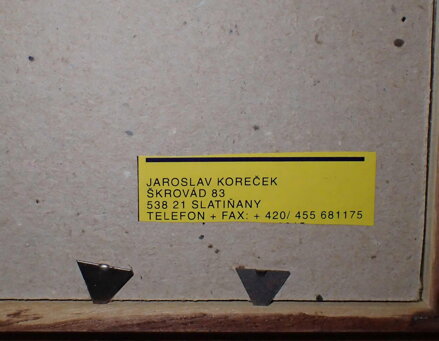 JAROSLAV KOREČEK
ŠKROVÁD 83
538 21 SLATIŇANY
TELEFON + FAX: + 420/ 455 681175